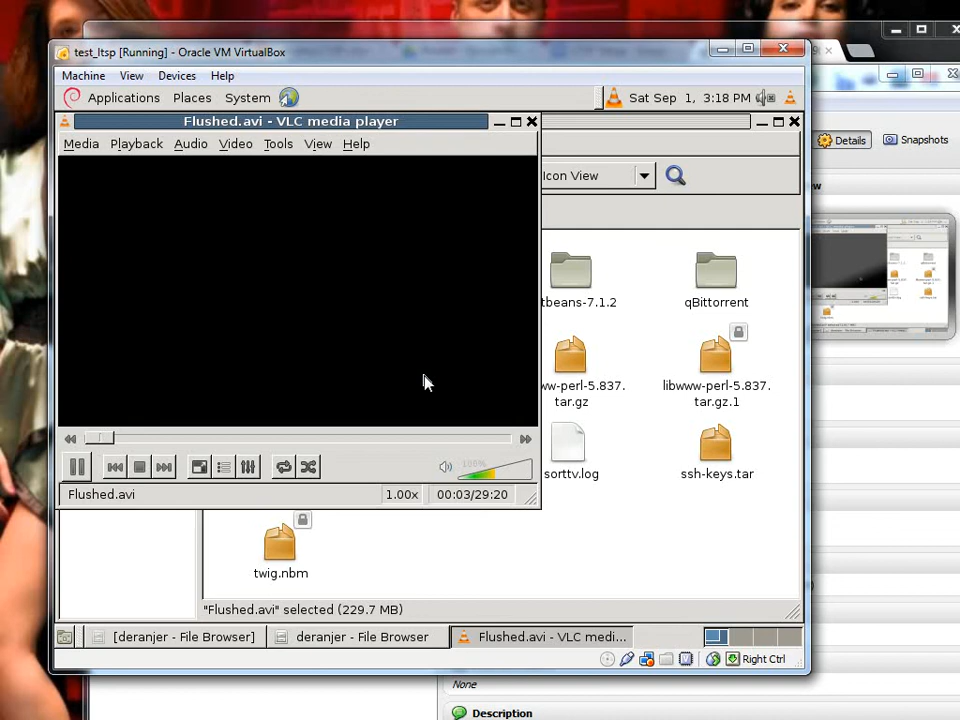 test_ltsp [Running] - Oracle VM VirtualBox
Machine View Devices Help
Applications Places System Sat Sep 1, 3:18 PM
Flushed.avi - VLC media player
Media Playback Audio Video Tools View Help
Icon View
Details Snapshots
tbeans-7.1.2 qBittorrent
ww-perl-5.837. libwww-perl-5.837.
tar.gz tar.gz.1
sorttv.log ssh-keys.tar
100%
Flushed.avi 1.00x 00:03/29:20
twig.nbm
"Flushed.avi" selected (229.7 MB)
[deranjer - File Browser] deranjer - File Browser Flushed.avi - VLC medi...
Right Ctrl
None
Description